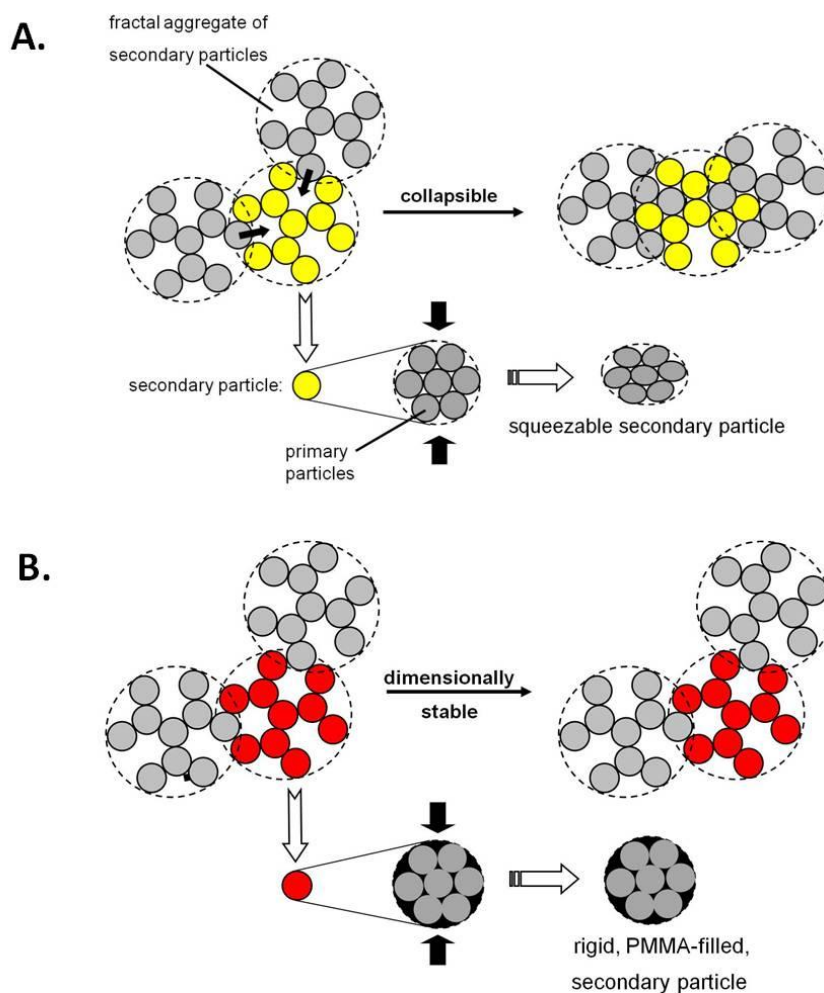 A.
fractal aggregate of
secondary particles
collapsible
secondary particle:
primary
particles
squeezable secondary particle
B.
dimensionally
stable
rigid, PMMA-filled,
secondary particle